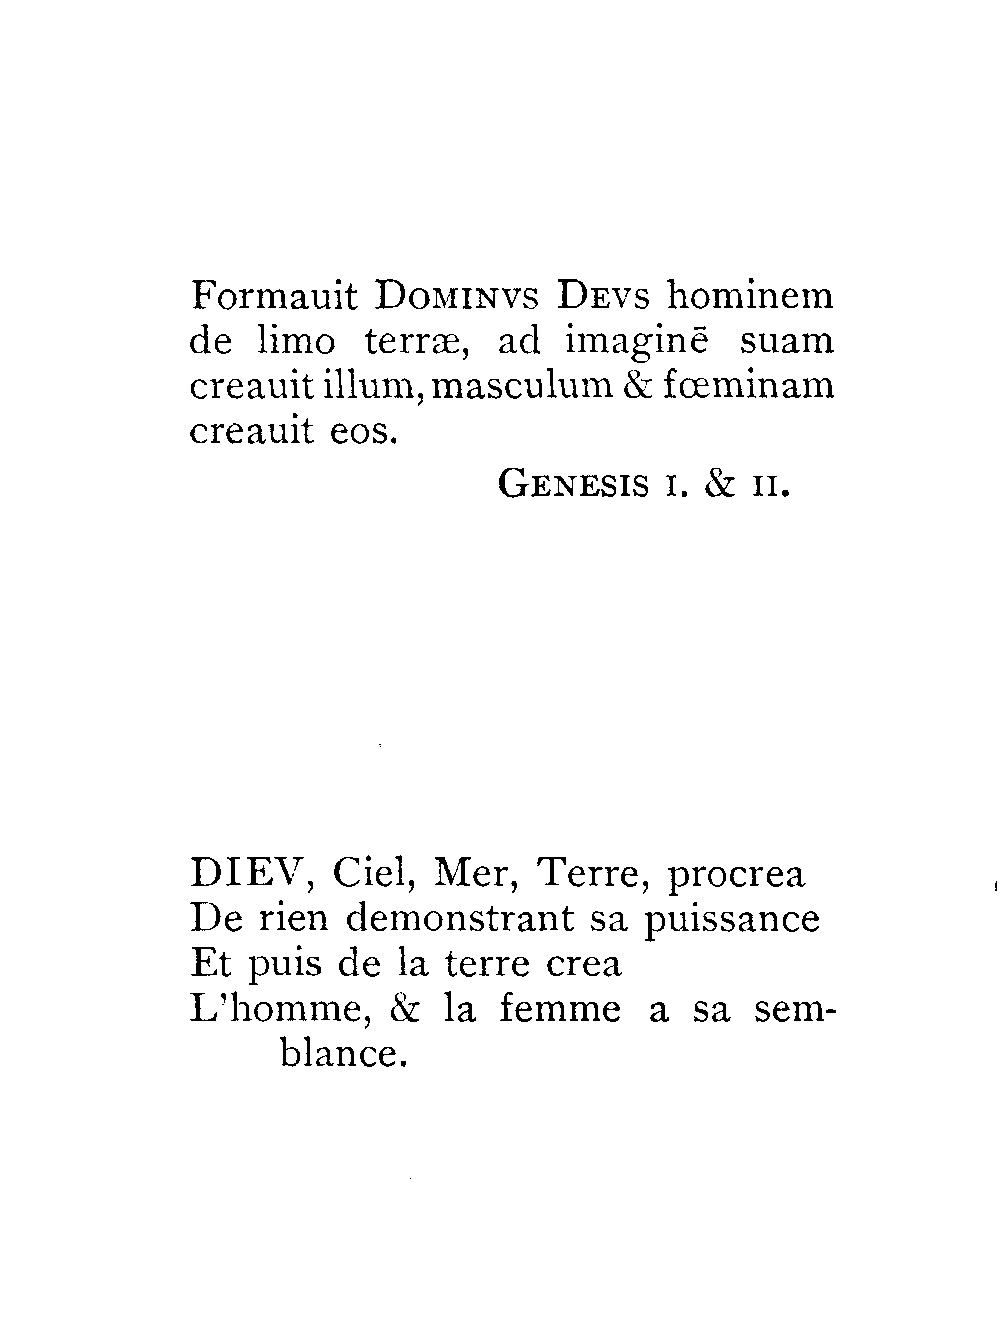 Formauit DOMINVS DEVS hominem
de limo terræ, ad imaginē suam
creauit illum, masculum & fœminam
creauit eos.
GENESIS I. & II.
DIEV, Ciel, Mer, Terre, procrea
De rien demonstrant sa puissance
Et puis de la terre crea
L'homme, & la femme a sa sem-
blance.